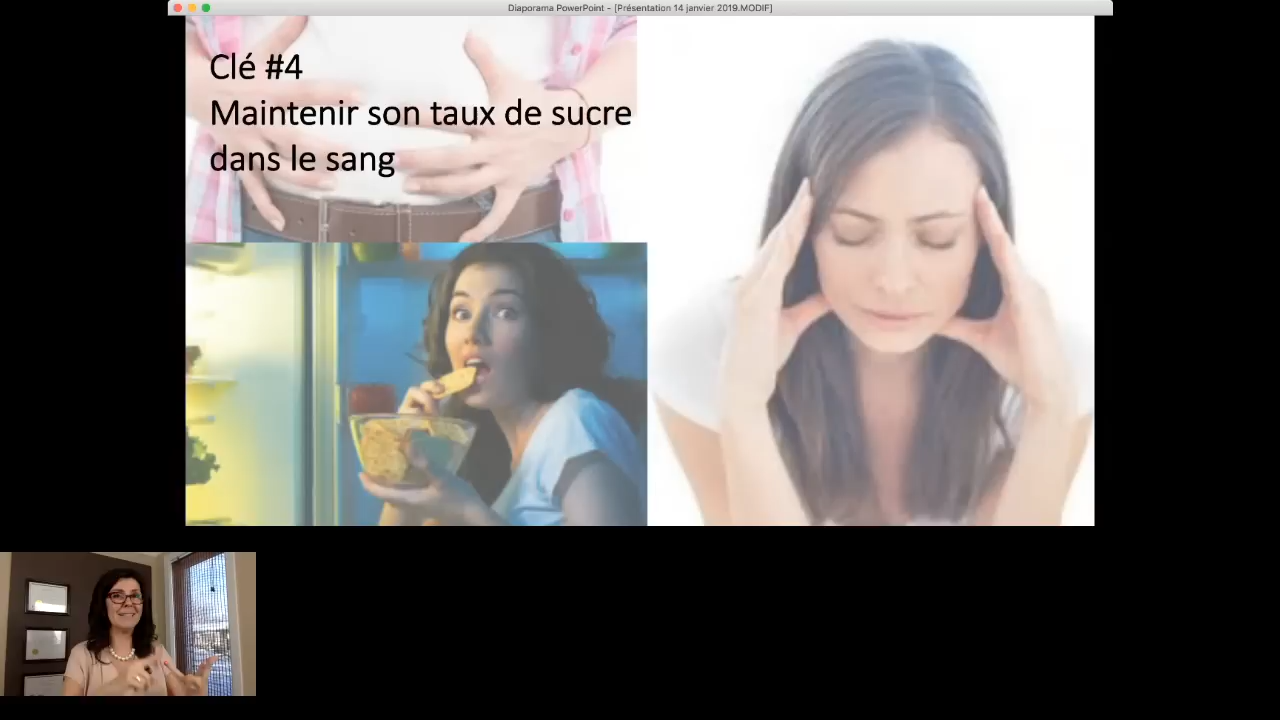 Diaporama PowerPoint - [Présentation 14 janvier 2019.MODIF]
Clé #4
Maintenir son taux de sucre
dans le sang